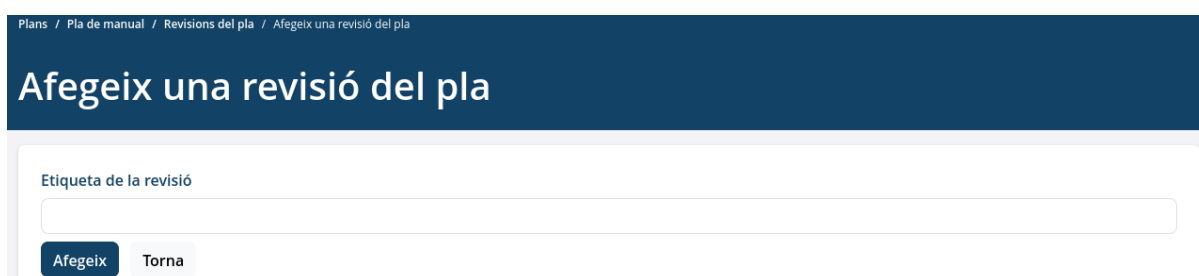 Plans / Pla de manual / Revisions del pla / Afegeix una revisió del pla
Afegeix una revisió del pla
Etiqueta de la revisió
Afegeix Torna